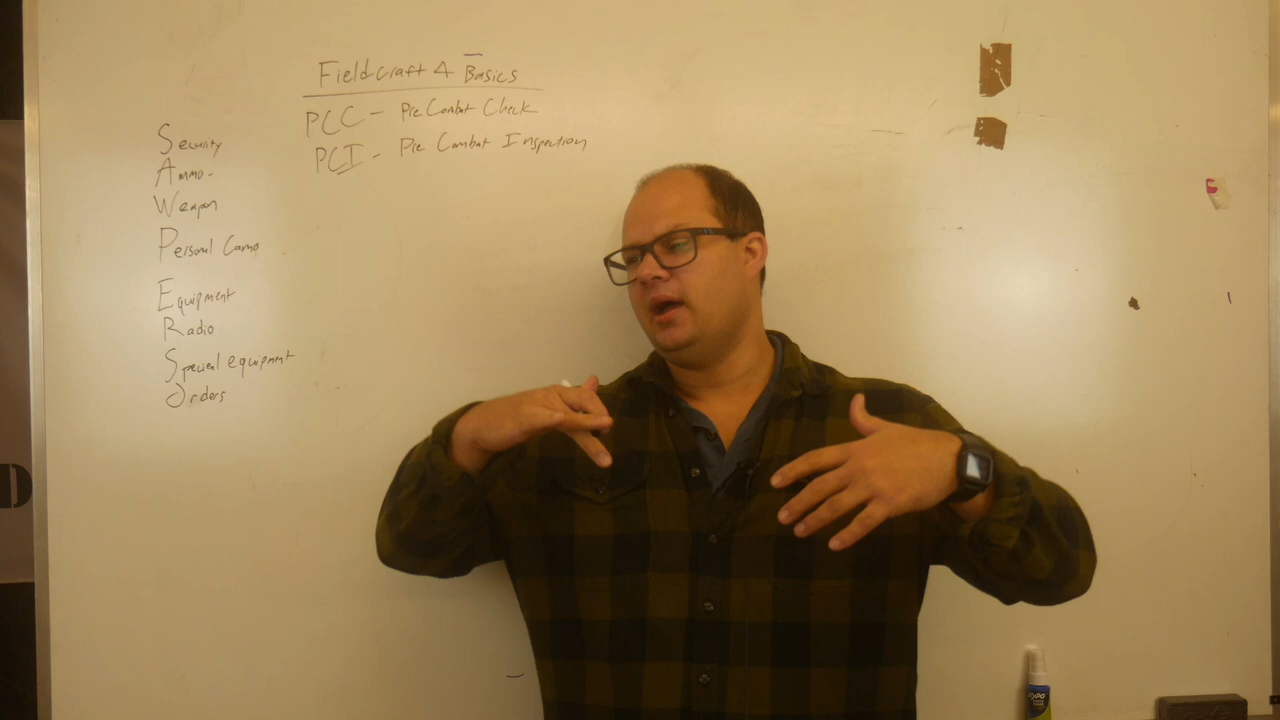 Fieldcraft 4 Basics
PCC - Pre Combat Check
PCI - Pre Combat Inspection
Security
Ammo-
Weapon
Personal Camo
Equipment
Radio
Special equipment
Orders
D
EXPO